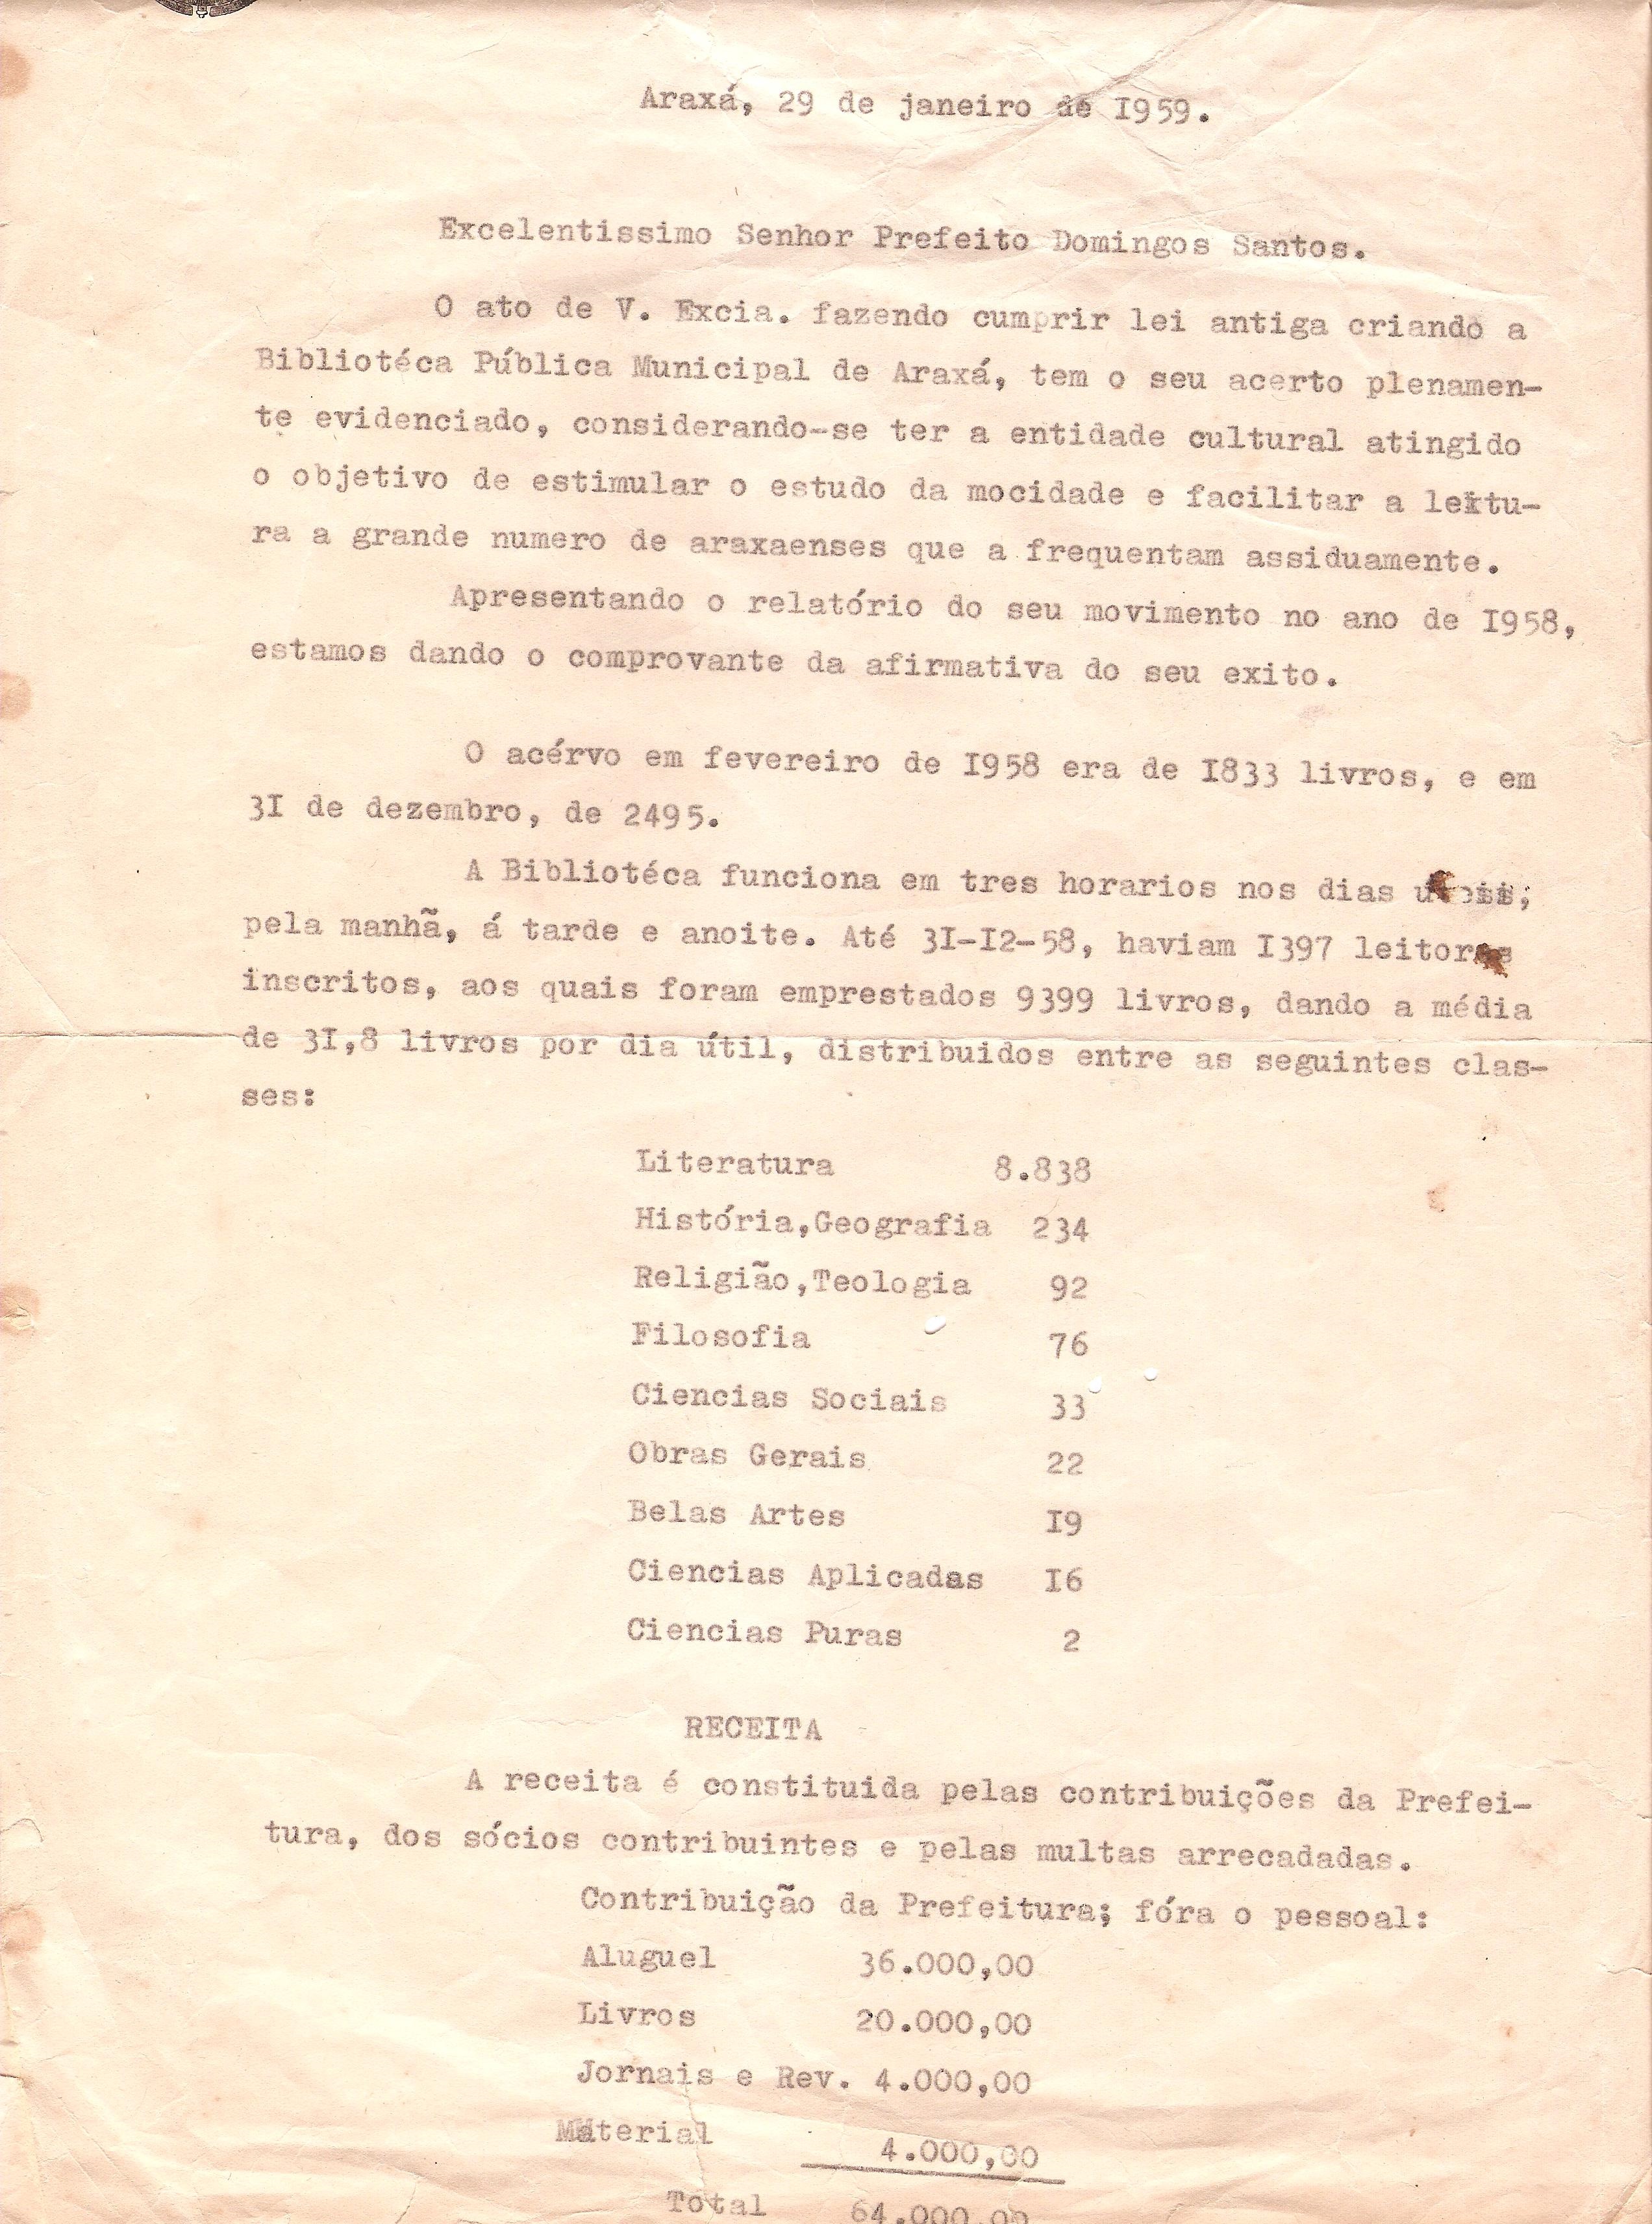 Araxá, 29 de janeiro de I959.
Excelentissimo Senhor Prefeito Domingos Santos.
O ato de V. Excia. fazendo cumprir lei antiga criando a
Bibliotéca Pública Municipal de Araxá, tem o seu acerto plenamen-
te evidenciado, considerando-se ter a entidade cultural atingido
o objetivo de estimular o estudo da mocidade e facilitar a leitu-
ra a grande numero de araxaenses que a frequentam assiduamente.
Apresentando o relatório do seu movimento no ano de I958,
estamos dando o comprovante da afirmativa do seu exito.
O acérvo em fevereiro de I958 era de I833 livros, e em
3I de dezembro, de 2495.
A Bibliotéca funciona em tres horarios nos dias úteis,
pela manhã, á tarde e anoite. Até 3I-I2-58, haviam I397 leitores
inscritos, aos quais foram emprestados 9399 livros, dando a média
de 3I,8 livros por dia útil, distribuidos entre as seguintes clas-
ses:
Literatura 8.838
História,Geografia 234
Religião,Teologia 92
Filosofia 76
Ciencias Sociais 33
Obras Gerais 22
Belas Artes I9
Ciencias Aplicadas I6
Ciencias Puras 2
RECEITA
A receita é constituida pelas contribuições da Prefei-
tura, dos sócios contribuintes e pelas multas arrecadadas.
Contribuição da Prefeitura; fóra o pessoal:
Aluguel 36.000,00
Livros 20.000,00
Jornais e Rev. 4.000,00
Material 4.000,00
Total 64.000,00